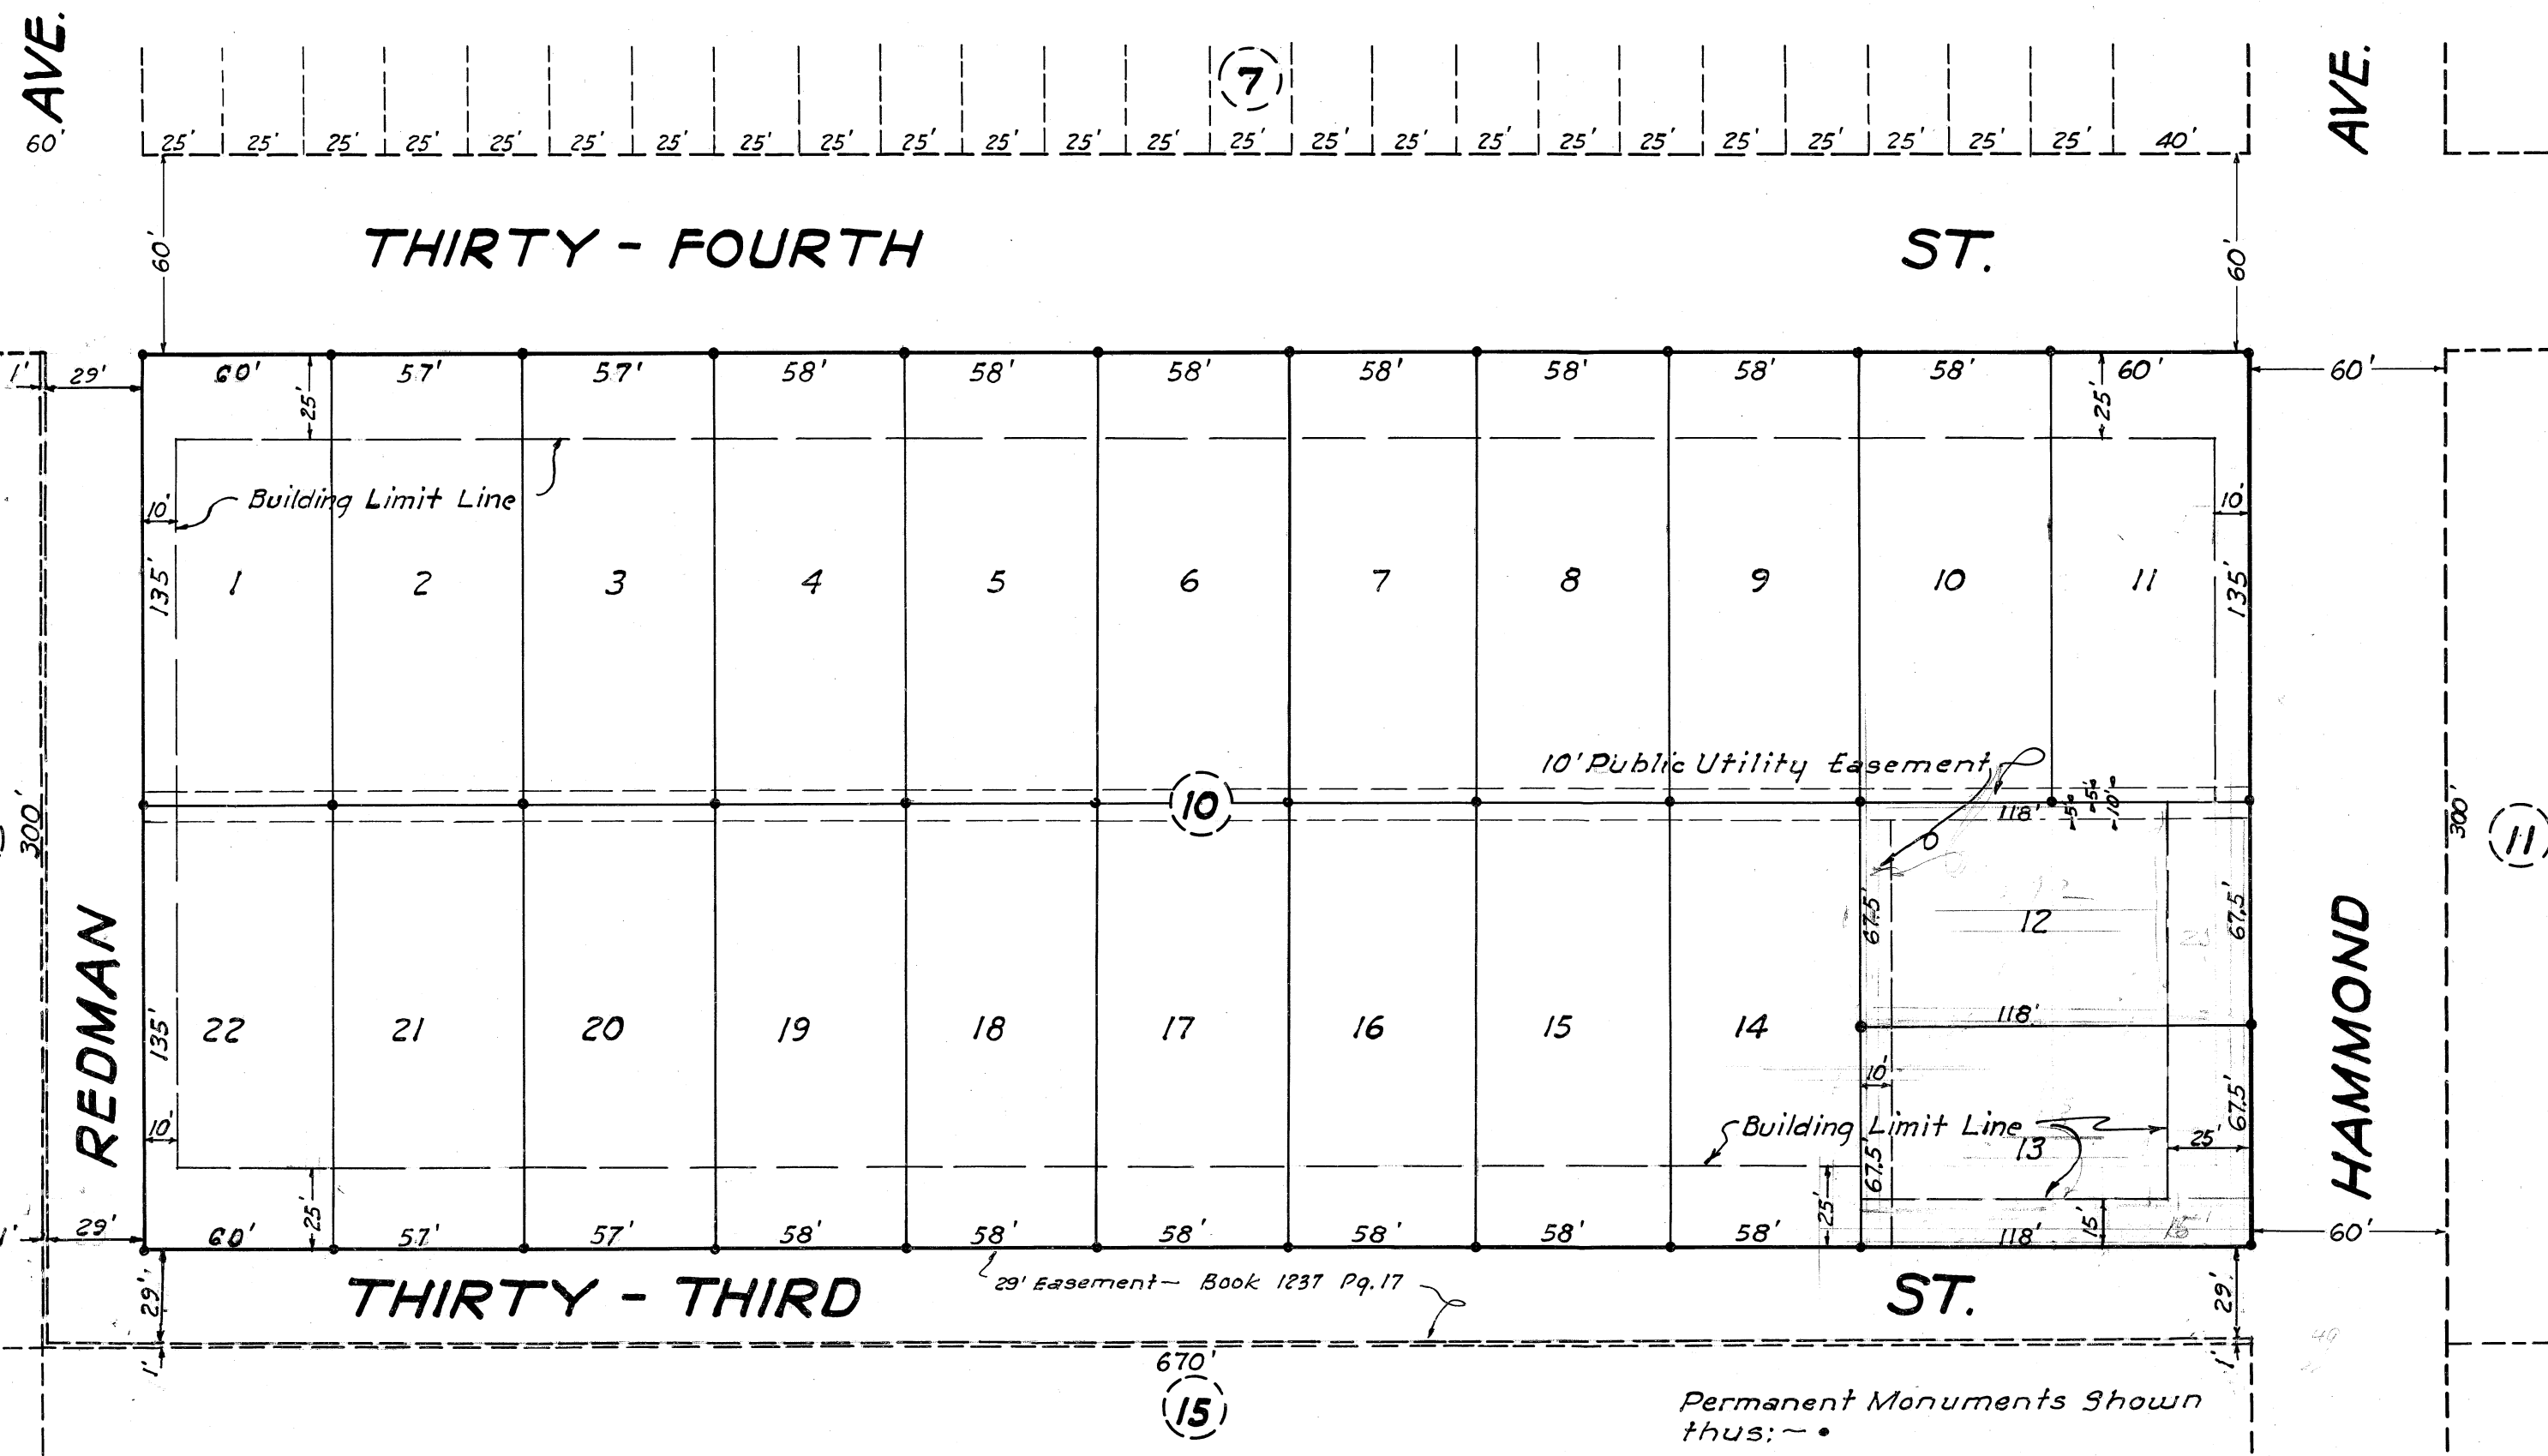 AVE.
AVE.
7
60'
25' 25' 25' 25' 25' 25' 25' 25' 25' 25' 25' 25' 25' 25' 25' 25' 25' 25' 25' 25' 25' 25' 25' 25' 40'
60'
THIRTY - FOURTH ST.
60'
1' 29' 60' 57' 57' 58' 58' 58' 58' 58' 58' 58' 60' 60'
25' 25'
Building Limit Line
10' 10'
135' 1 2 3 4 5 6 7 8 9 10 11 135'
10' Public Utility Easement
300' 10 118' 5' 5' 10' 300' 11
67.5' 12 67.5'
REDMAN
HAMMOND
135' 22 21 20 19 18 17 16 15 14 118'
10'
10' Building Limit Line 13 25' 67.5'
67.5'
25' 25' 15' 15'
1' 29' 60' 57' 57' 58' 58' 58' 58' 58' 58' 118' 60'
29' Easement ~ Book 1237 Pg. 17
29' THIRTY - THIRD ST. 29'
1' 670' 1'
15
Permanent Monuments Shown
thus: ~ •